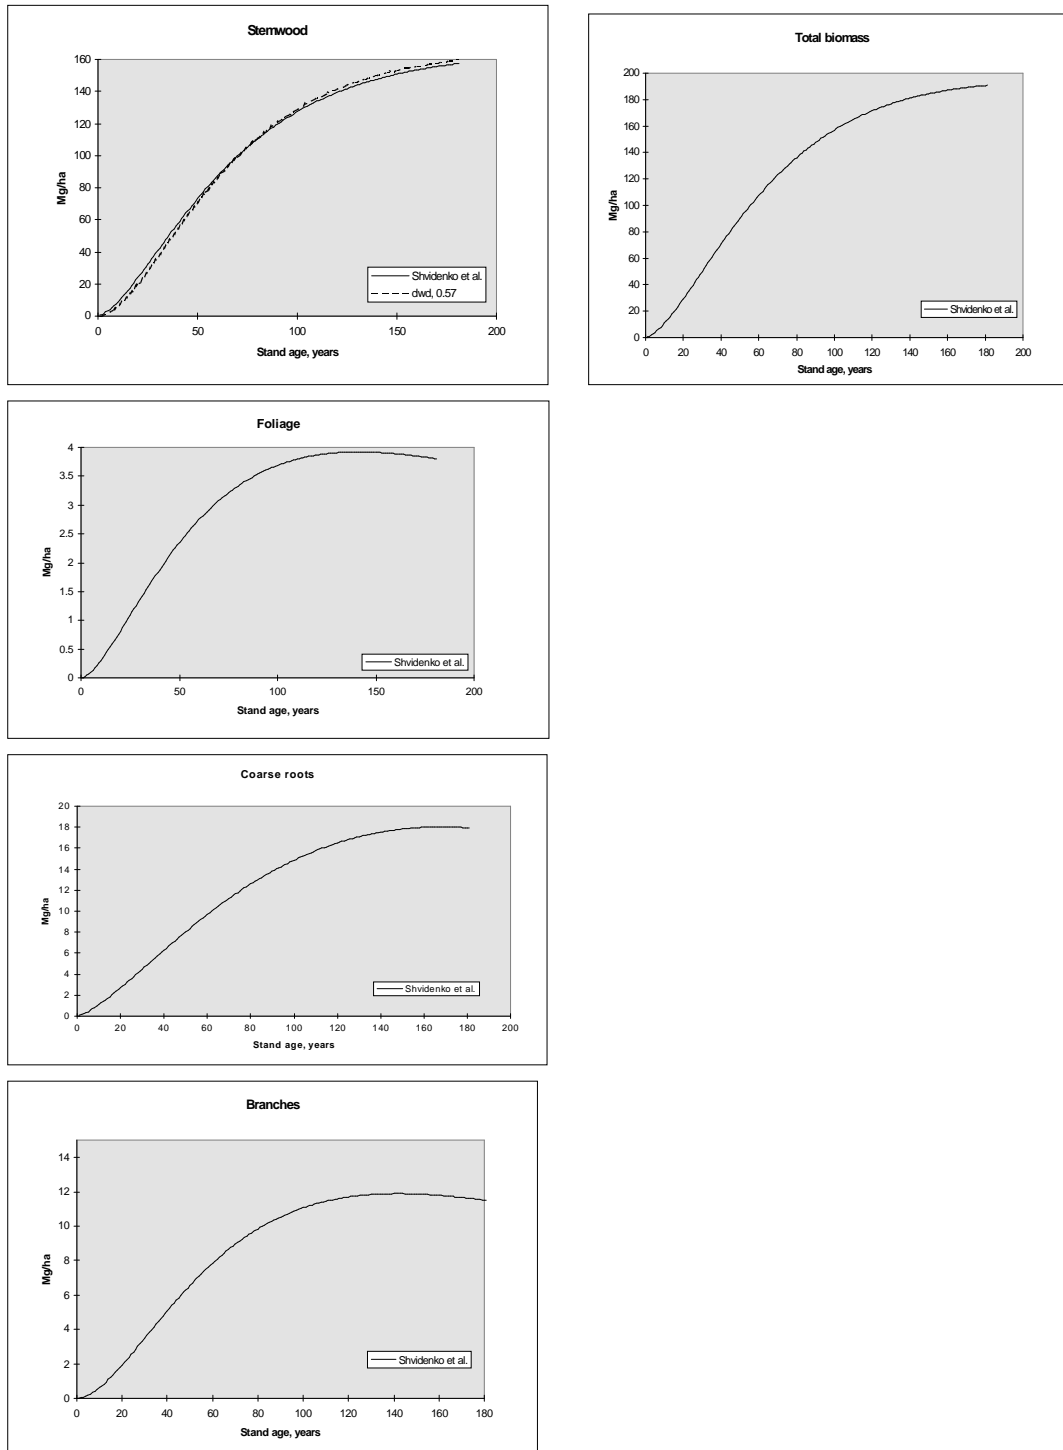 Stemwood
160
140
120
100
80
60
40
20
0
Mg/ha
Shvidenko et al.
dwd, 0.57
0 50 100 150 200
Stand age, years
Total biomass
200
180
160
140
120
100
80
60
40
20
0
Mg/ha
Shvidenko et al.
0 20 40 60 80 100 120 140 160 180 200
Stand age, years
Foliage
4
3.5
3
2.5
2
1.5
1
0.5
0
Mg/ha
Shvidenko et al.
0 50 100 150 200
Stand age, years
Coarse roots
20
18
16
14
12
10
8
6
4
2
0
Mg/ha
Shvidenko et al.
0 20 40 60 80 100 120 140 160 180 200
Stand age, years
Branches
14
12
10
8
6
4
2
0
Mg/ha
Shvidenko et al.
0 20 40 60 80 100 120 140 160 180
Stand age, years